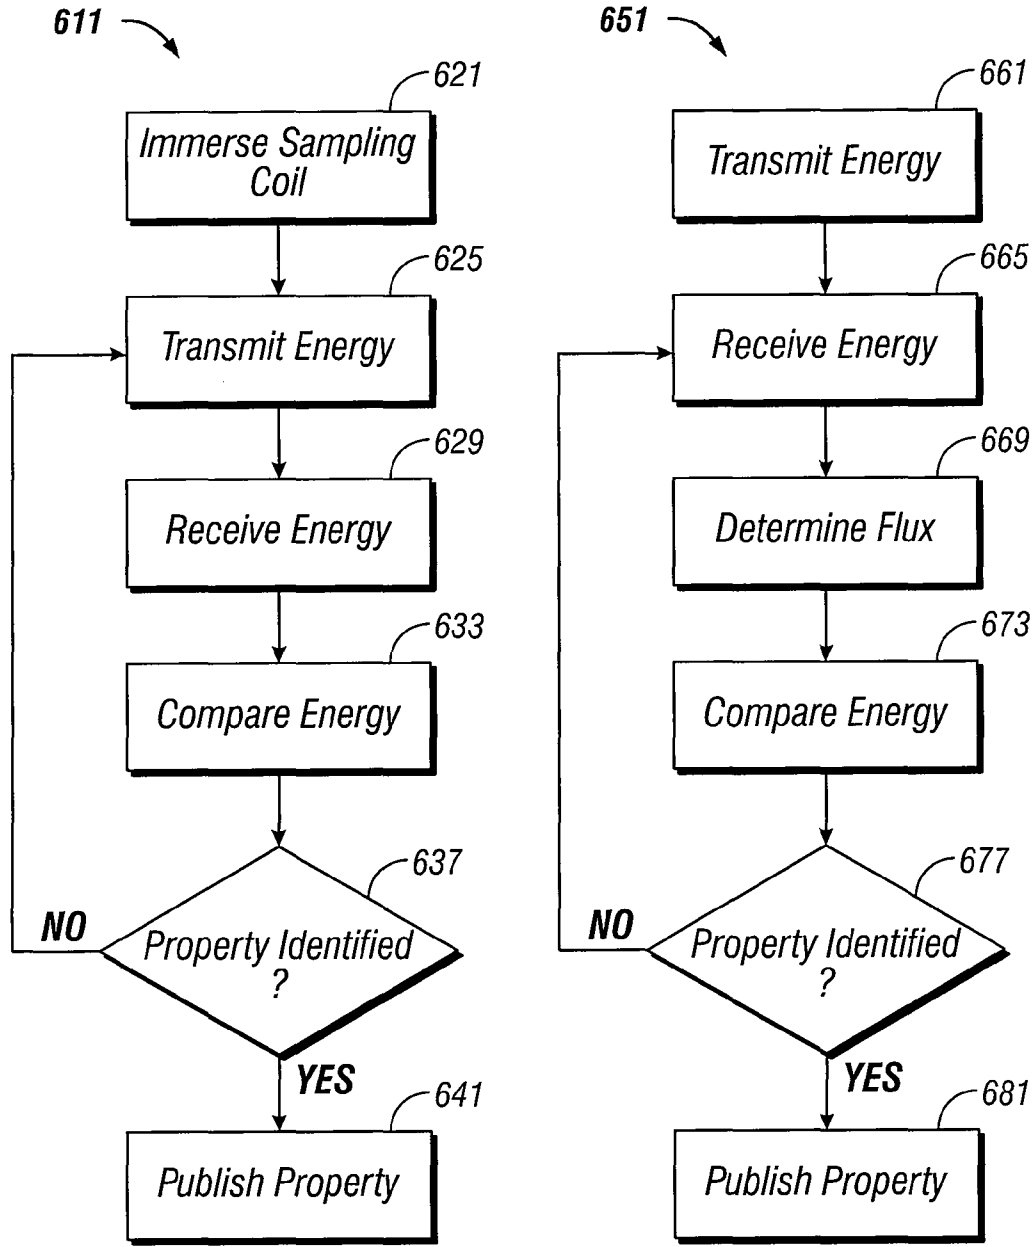 611
621
Immerse Sampling
Coil
625
Transmit Energy
629
Receive Energy
633
Compare Energy
637
NO
Property Identified
?
YES
641
Publish Property
651
661
Transmit Energy
665
Receive Energy
669
Determine Flux
673
Compare Energy
677
NO
Property Identified
?
YES
681
Publish Property